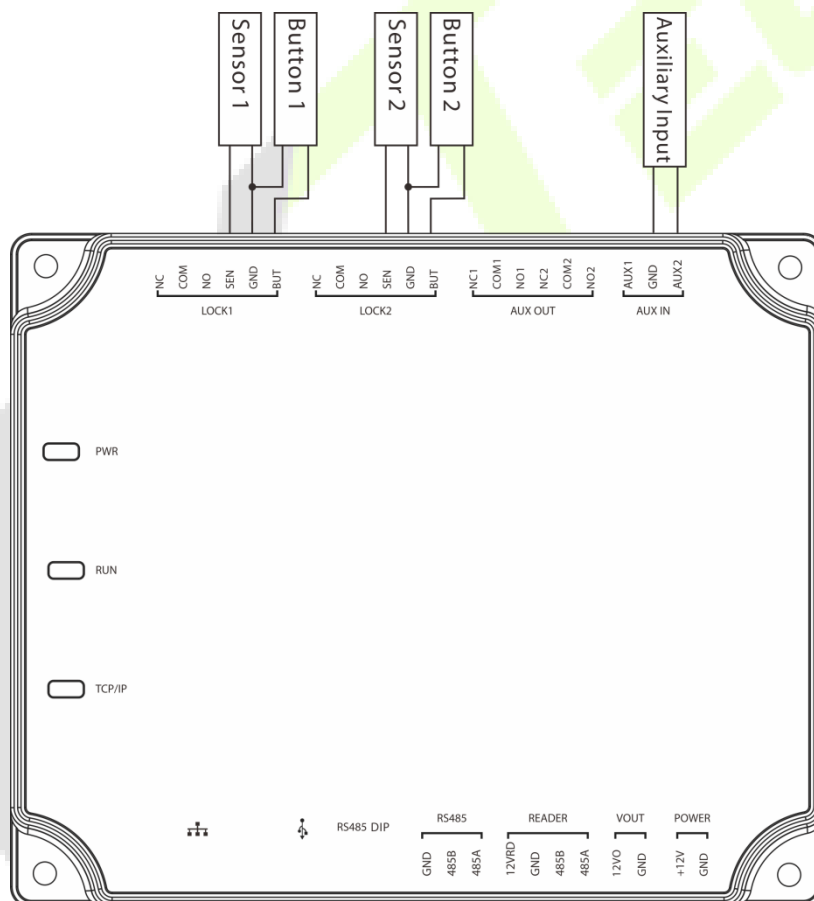 Sensor 1
Button 1
Sensor 2
Button 2
Auxiliary Input
NC
COM
NO
SEN
GND
BUT
LOCK1
NC
COM
NO
SEN
GND
BUT
LOCK2
NC1
COM1
NO1
NC2
COM2
NO2
AUX OUT
AUX1
GND
AUX2
AUX IN
PWR
RUN
TCP/IP
RS485 DIP
RS485
GND
485B
485A
READER
12VRD
GND
485B
485A
VOUT
12VO
GND
POWER
+12V
GND